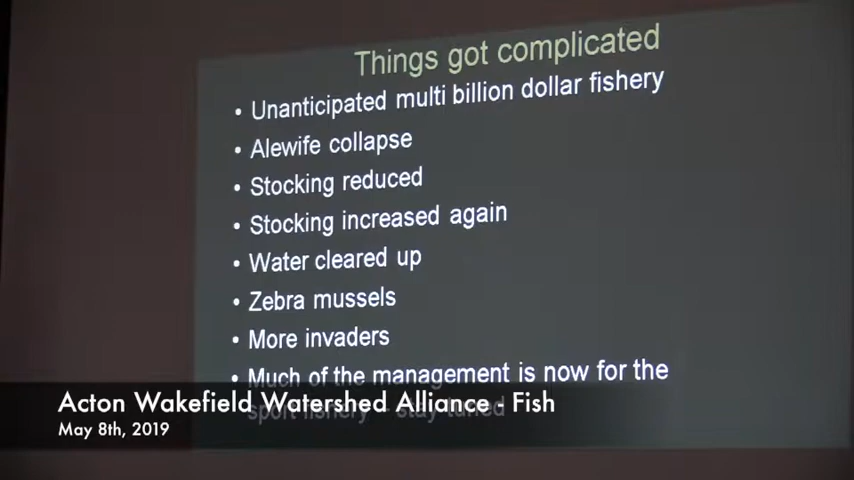 Things got complicated
• Unanticipated multi billion dollar fishery
• Alewife collapse
• Stocking reduced
• Stocking increased again
• Water cleared up
• Zebra mussels
• More invaders
• Much of the management is now for the
sport fishery – stay tuned
Acton Wakefield Watershed Alliance - Fish
May 8th, 2019